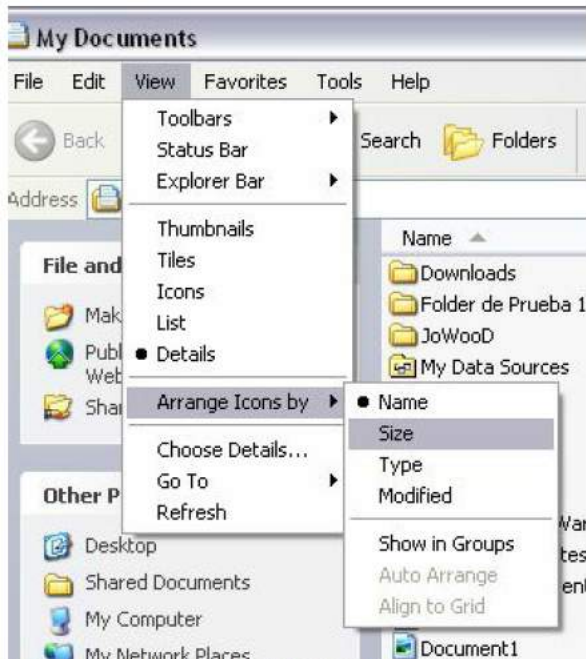 My Documents
File Edit View Favorites Tools Help
Back Search Folders
Address
Toolbars
Status Bar
Explorer Bar
Thumbnails
Tiles
Icons
List
Details
Arrange Icons by
Choose Details...
Go To
Refresh
Name
Size
Type
Modified
Show in Groups
Auto Arrange
Align to Grid
File and
Mak
Publ
Web
Shar
Other P
Desktop
Shared Documents
My Computer
My Network Places
Name
Downloads
Folder de Prueba 1
JoWooD
My Data Sources
Document1